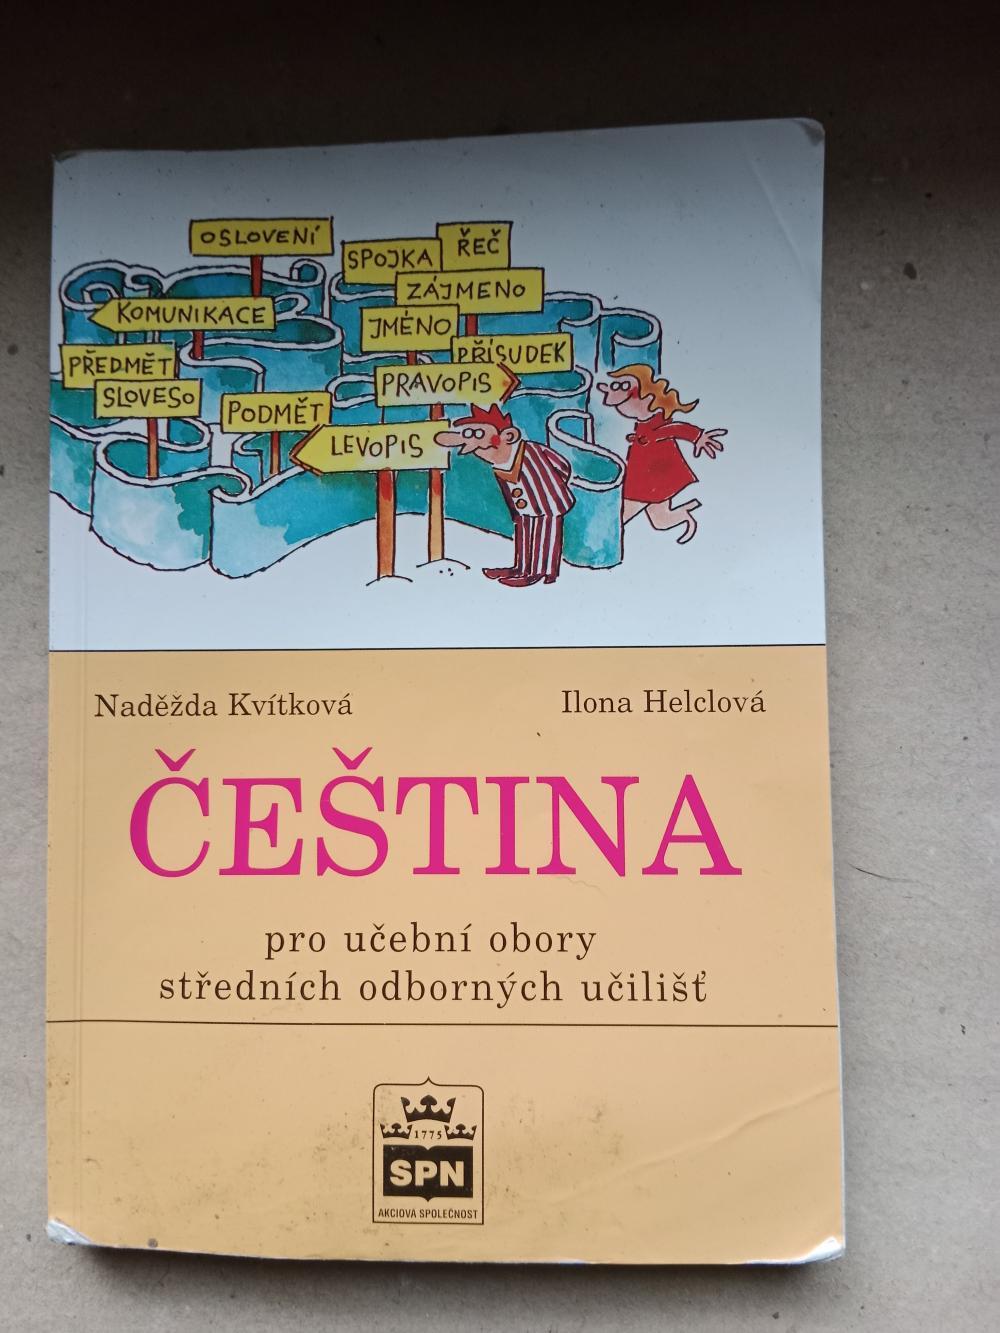 OSLOVENÍ
SPOJKA
ŘEČ
ZÁJMENO
KOMUNIKACE
JMÉNO
PŘEDMĚT
PŘÍSUDEK
SLOVESO
PRAVOPIS
PODMĚT
LEVOPIS
Naděžda Kvítková
Ilona Helclová
ČEŠTINA
pro učební obory
středních odborných učilišť
1775
SPN
AKCIOVÁ SPOLEČNOST